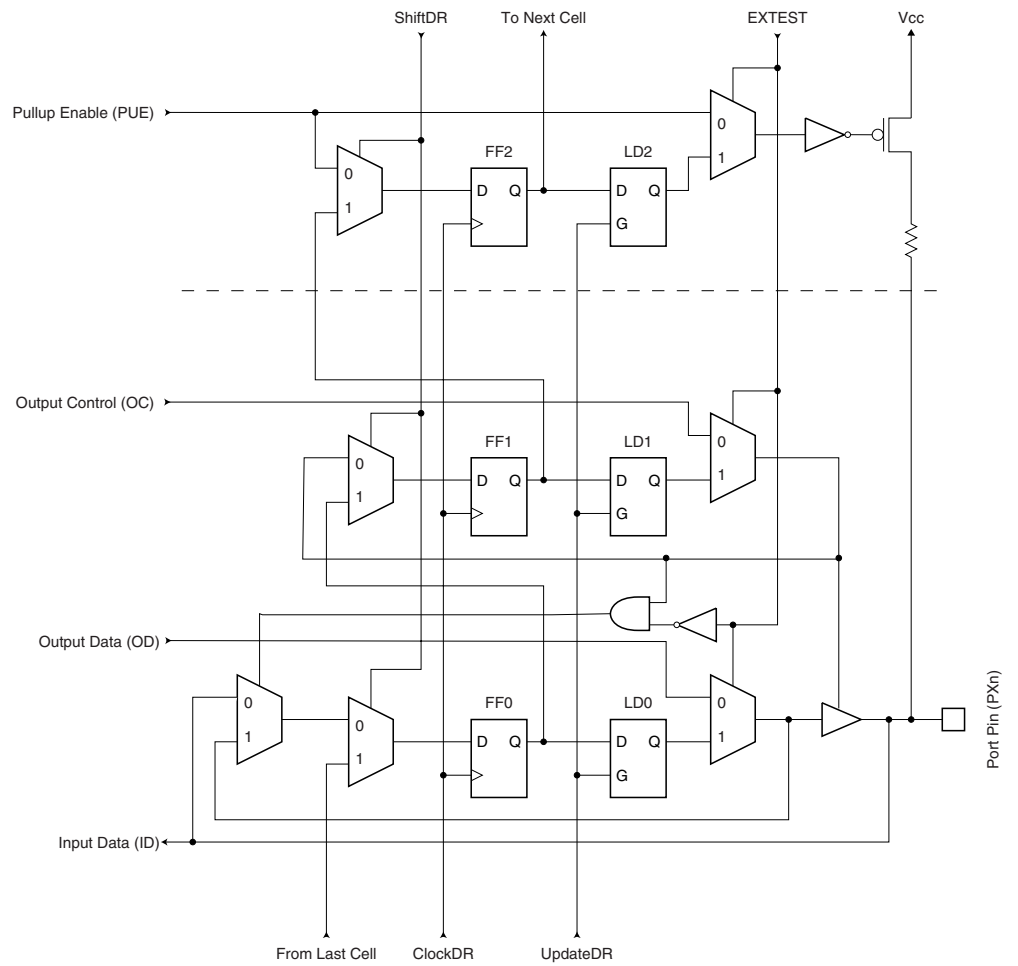 ShiftDR To Next Cell EXTEST Vcc
Pullup Enable (PUE)
0
1
FF2 LD2
0
1
D Q D Q
G
Output Control (OC)
0
1
FF1 LD1
0
1
D Q D Q
G
Output Data (OD)
0
1
0
1
FF0 LD0
0
1
D Q D Q
G
Port Pin (PXn)
Input Data (ID)
From Last Cell ClockDR UpdateDR